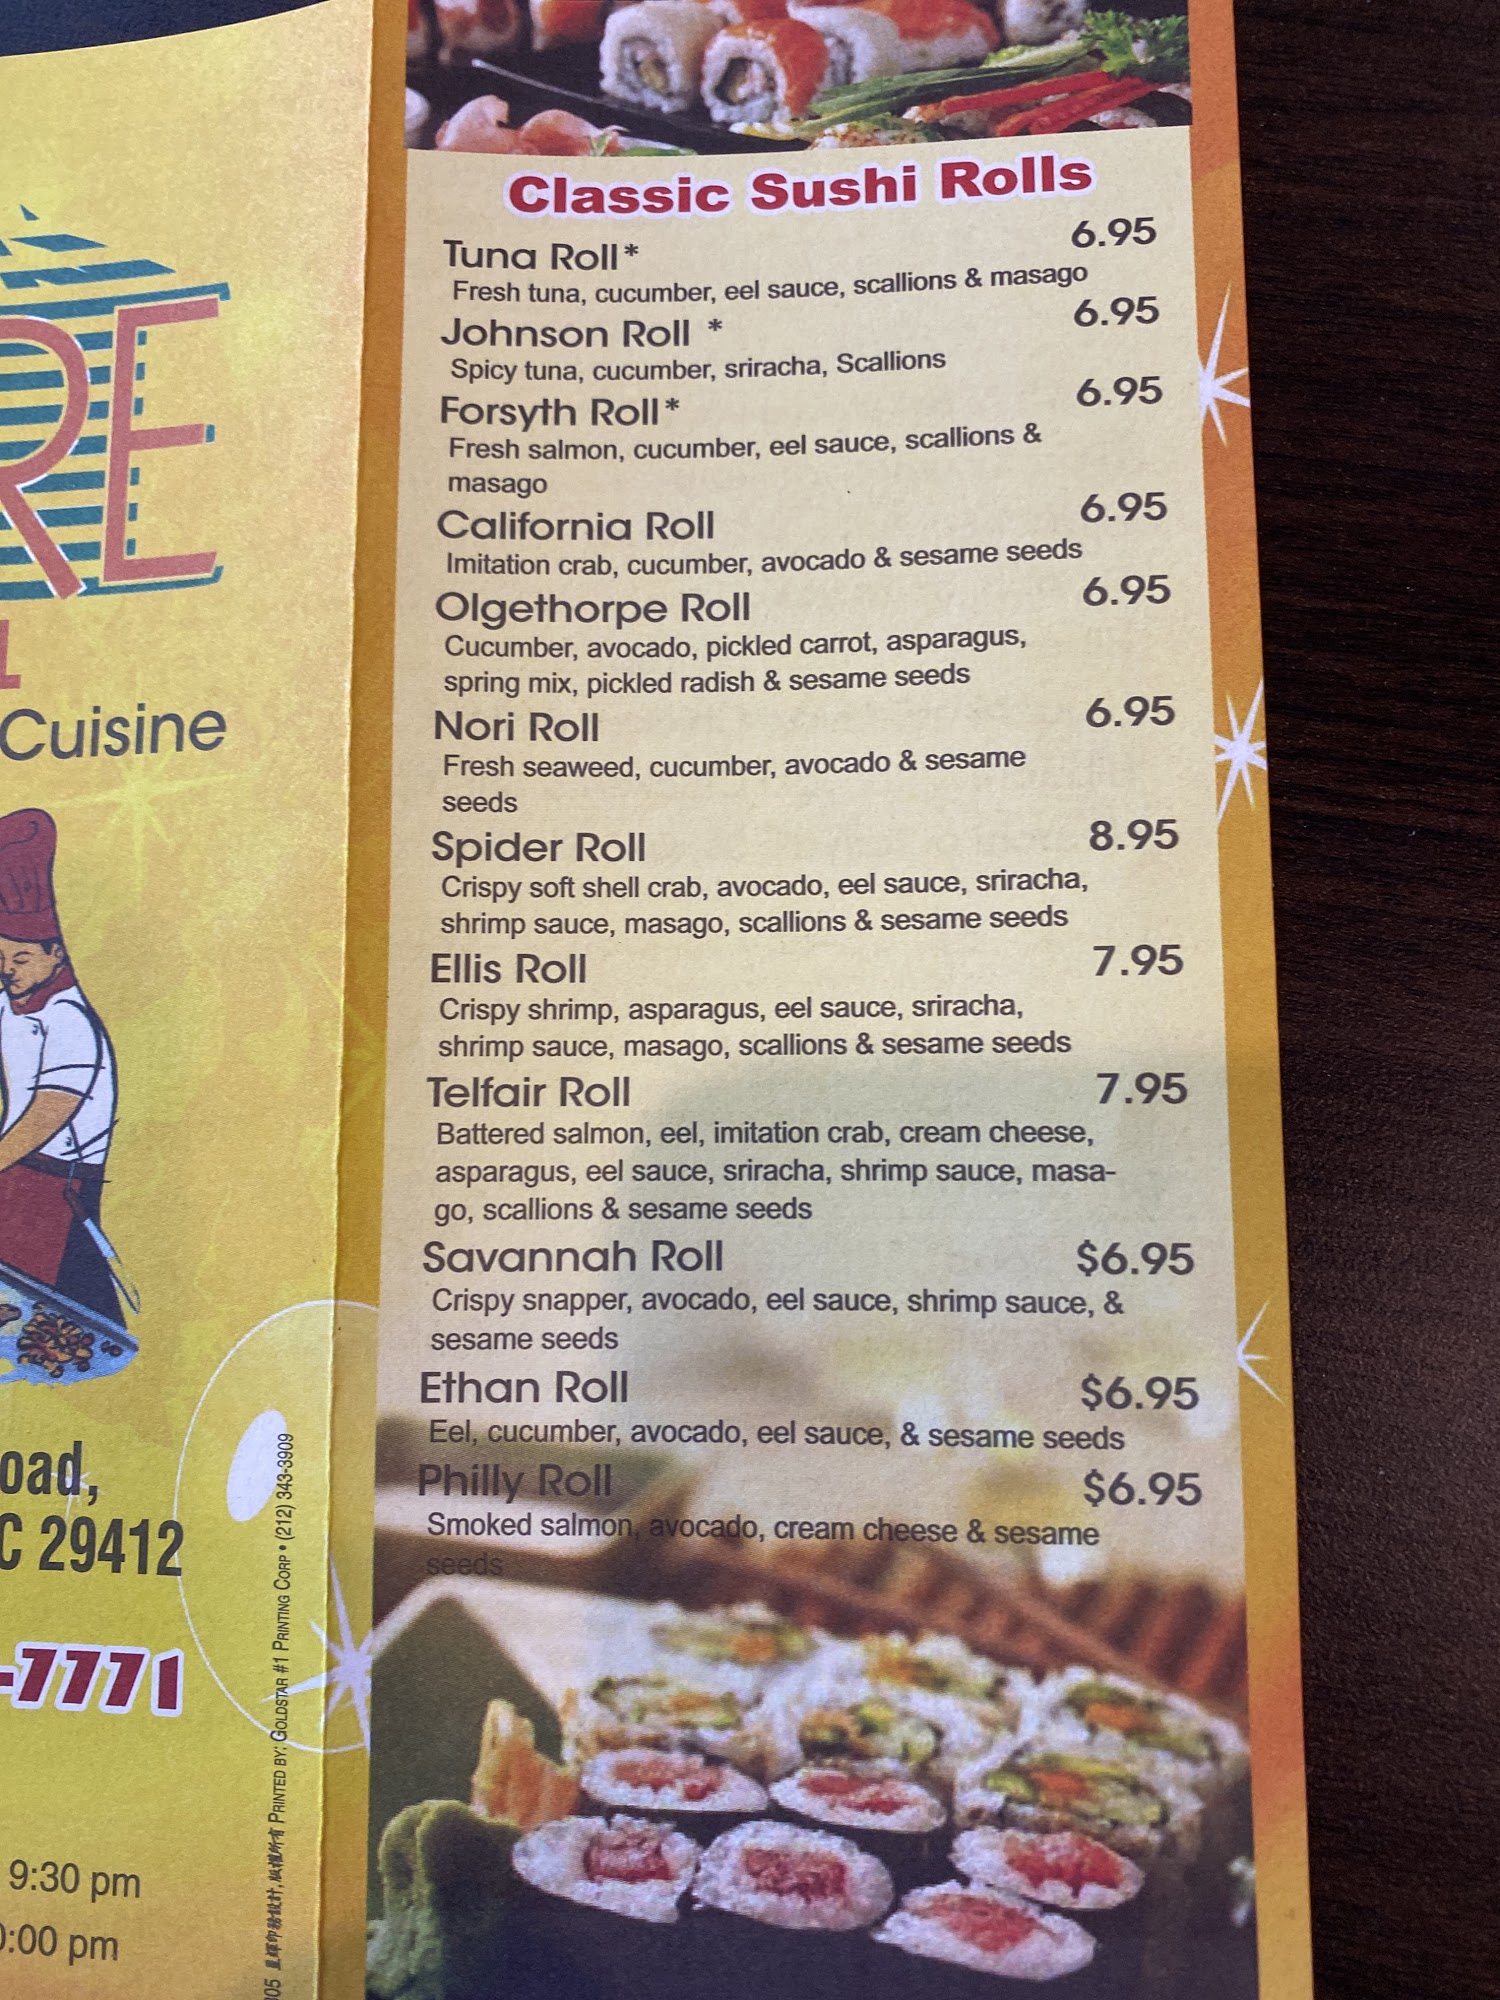 RE
Cuisine
oad,
C 29412
-7771
9:30 pm
0:00 pm
PRINTED BY: GOLDSTAR #1 PRINTING CORP • (212) 343-3909
Classic Sushi Rolls
Tuna Roll* 6.95
Fresh tuna, cucumber, eel sauce, scallions & masago
Johnson Roll * 6.95
Spicy tuna, cucumber, sriracha, Scallions
Forsyth Roll* 6.95
Fresh salmon, cucumber, eel sauce, scallions &
masago
California Roll 6.95
Imitation crab, cucumber, avocado & sesame seeds
Olgethorpe Roll 6.95
Cucumber, avocado, pickled carrot, asparagus,
spring mix, pickled radish & sesame seeds
Nori Roll 6.95
Fresh seaweed, cucumber, avocado & sesame
seeds
Spider Roll 8.95
Crispy soft shell crab, avocado, eel sauce, sriracha,
shrimp sauce, masago, scallions & sesame seeds
Ellis Roll 7.95
Crispy shrimp, asparagus, eel sauce, sriracha,
shrimp sauce, masago, scallions & sesame seeds
Telfair Roll 7.95
Battered salmon, eel, imitation crab, cream cheese,
asparagus, eel sauce, sriracha, shrimp sauce, masa-
go, scallions & sesame seeds
Savannah Roll $6.95
Crispy snapper, avocado, eel sauce, shrimp sauce, &
sesame seeds
Ethan Roll $6.95
Eel, cucumber, avocado, eel sauce, & sesame seeds
Philly Roll $6.95
Smoked salmon, avocado, cream cheese & sesame
seeds